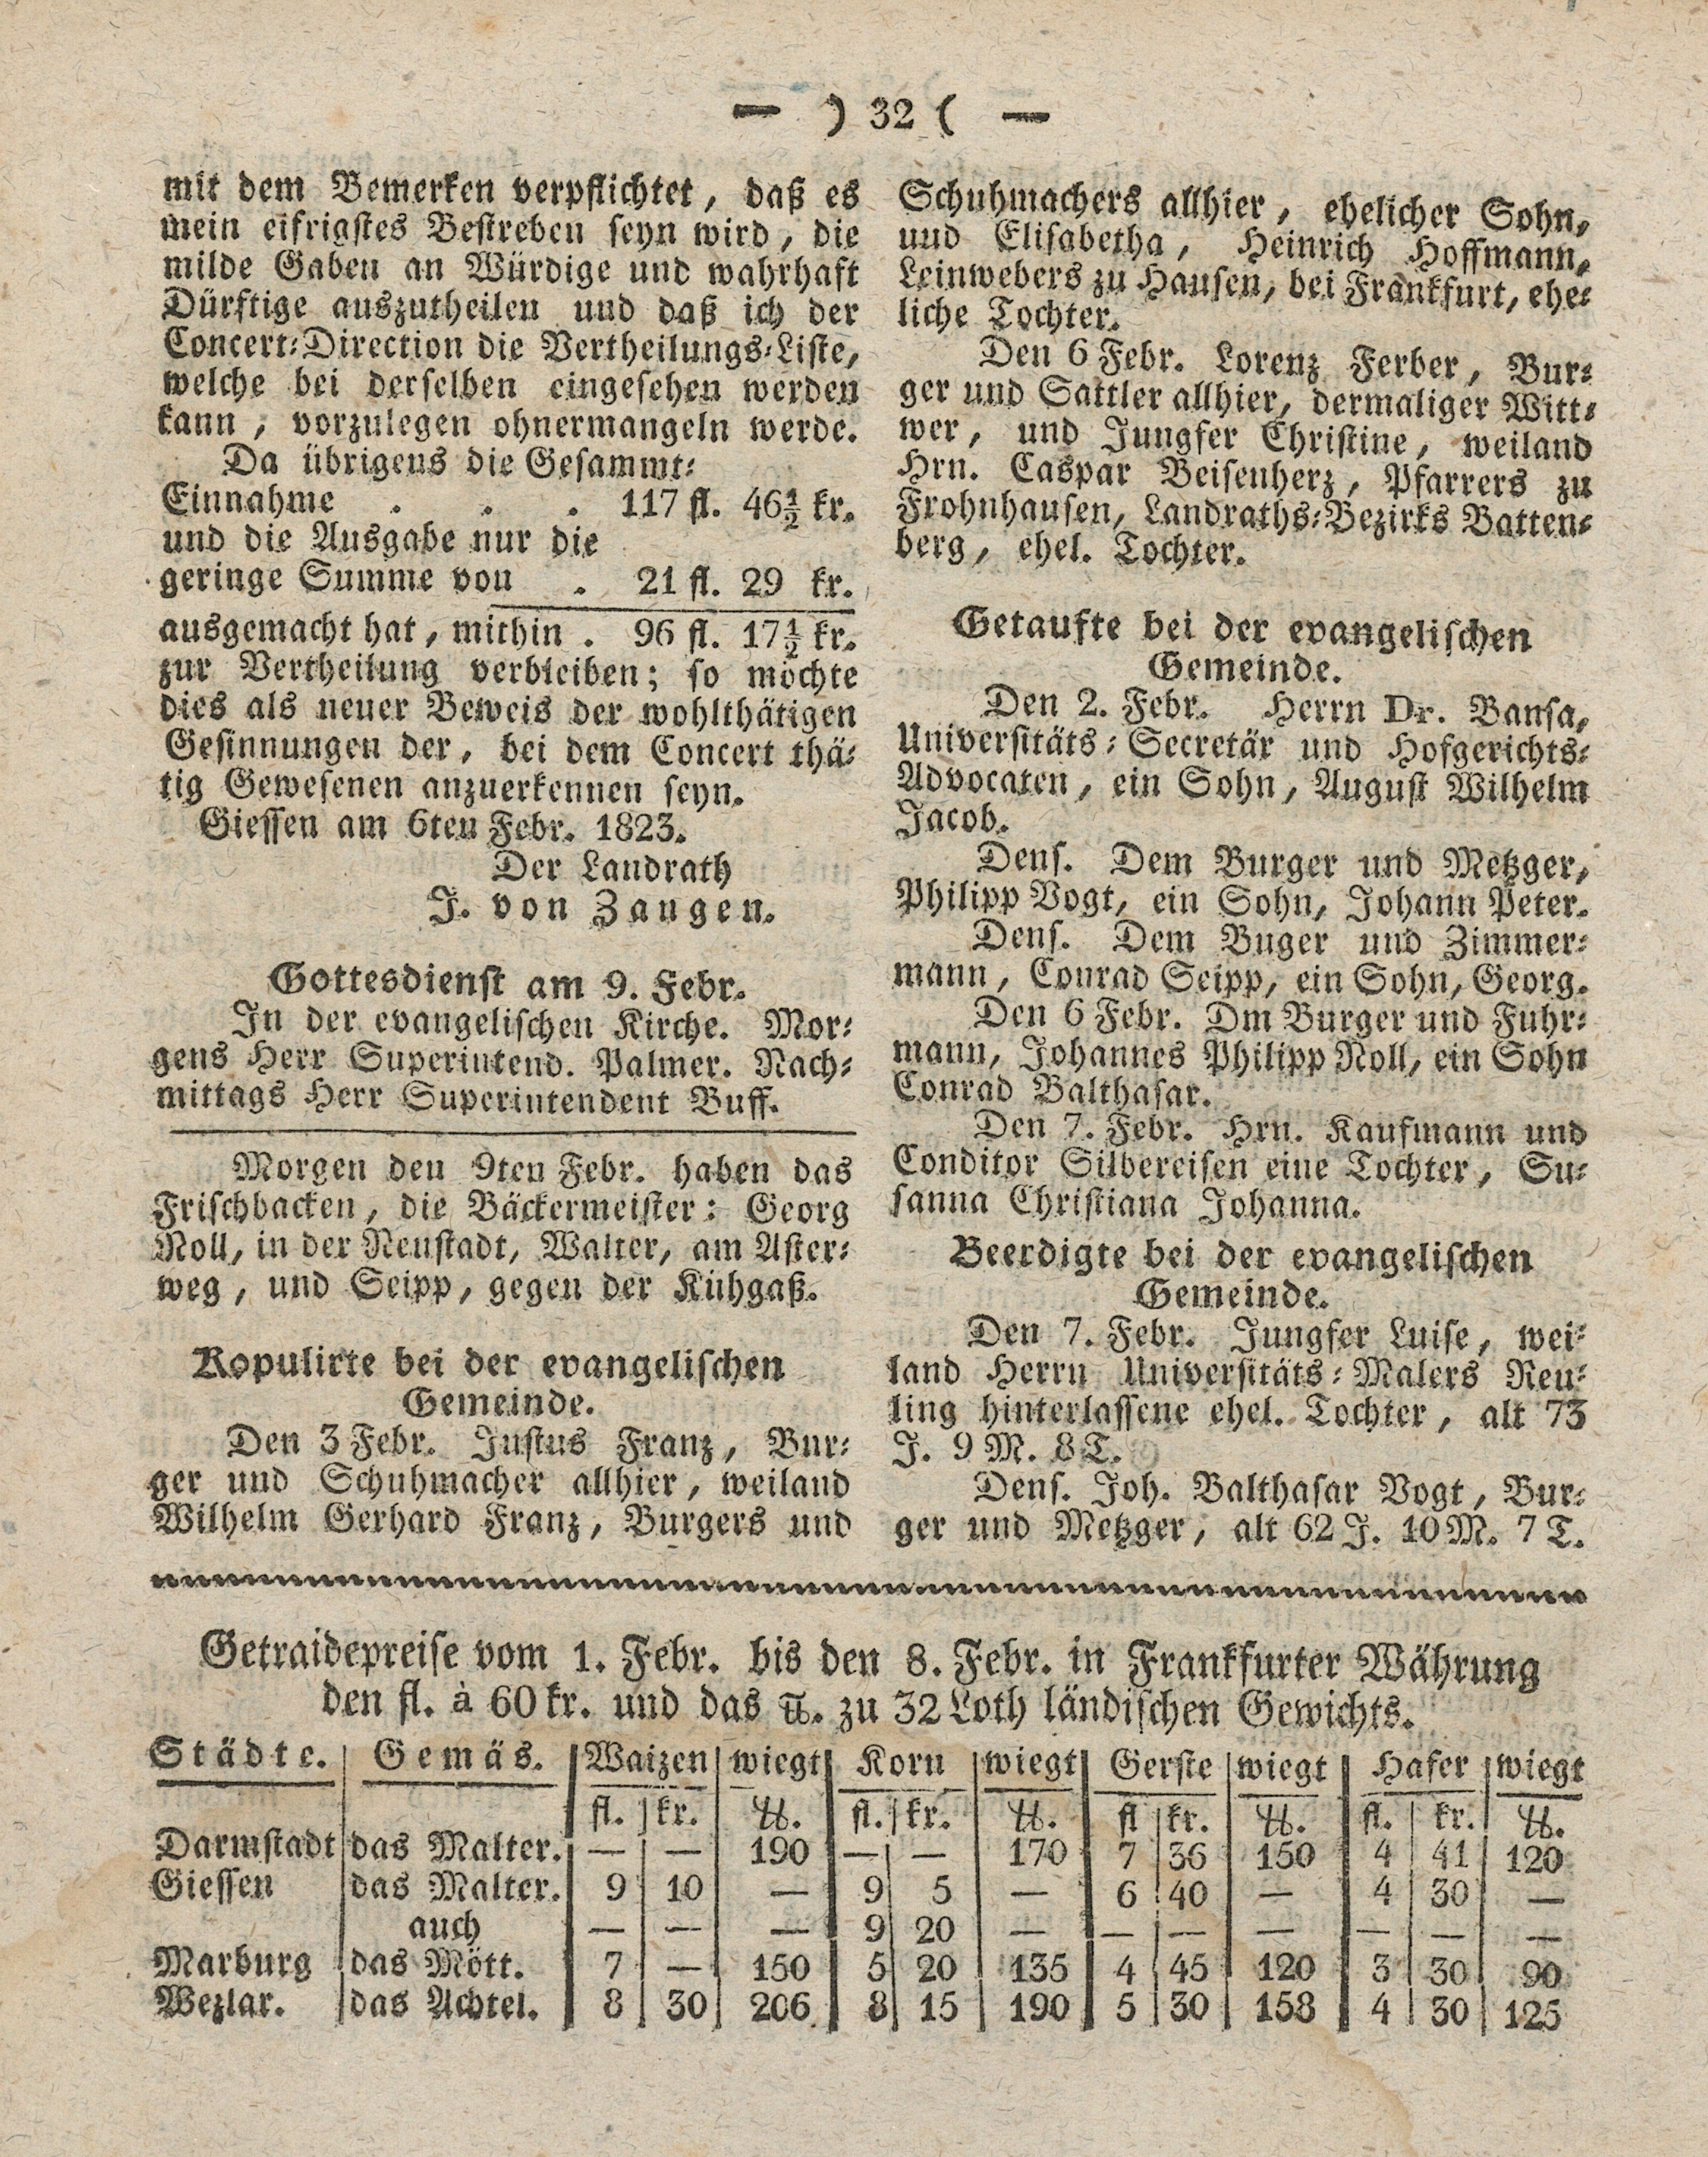 — ) 32 ( —
mit dem Bemerken verpflichtet, daß es
mein eifrigstes Bestreben seyn wird, die
milde Gaben an Würdige und wahrhaft
Dürftige auszutheilen und daß ich der
Concert-Direction die Vertheilungs-Liste,
welche bei derselben eingesehen werden
kann, vorzulegen ohnermangeln werde.
Da übrigens die Gesammt-
Einnahme . . . 117 fl. 46½ kr.
und die Ausgabe nur die
geringe Summe von . 21 fl. 29 kr.
ausgemacht hat, mithin . 96 fl. 17½ kr.
zur Vertheilung verbleiben; so möchte
dies als neuer Beweis der wohlthätigen
Gesinnungen der, bei dem Concert thä-
tig Gewesenen anzuerkennen seyn.
Giessen am 6ten Febr. 1823.
Der Landrath
J. von Zangen.
Gottesdienst am 9. Febr.
In der evangelischen Kirche. Mor-
gens Herr Superintend. Palmer. Nach-
mittags Herr Superintendent Buff.
Morgen den 9ten Febr. haben das
Frischbacken, die Bäckermeister: Georg
Noll, in der Neustadt, Walter, am Aster-
weg, und Seipp, gegen der Kühgaß.
Kopulirte bei der evangelischen
Gemeinde.
Den 3 Febr. Justus Franz, Bur-
ger und Schuhmacher allhier, weiland
Wilhelm Gerhard Franz, Burgers und
Schuhmachers allhier, ehelicher Sohn,
und Elisabetha, Heinrich Hoffmann,
Leinwebers zu Hausen, bei Frankfurt, ehe-
liche Tochter.
Den 6 Febr. Lorenz Ferber, Bur-
ger und Sattler allhier, dermaliger Witt-
wer, und Jungfer Christine, weiland
Hrn. Caspar Beisenherz, Pfarrers zu
Frohnhausen, Landraths-Bezirks Batten-
berg, ehel. Tochter.
Getaufte bei der evangelischen
Gemeinde.
Den 2. Febr. Herrn Dr. Bansa,
Universitäts-Secretär und Hofgerichts-
Advocaten, ein Sohn, August Wilhelm
Jacob.
Dens. Dem Burger und Metzger,
Philipp Vogt, ein Sohn, Johann Peter.
Dens. Dem Buger und Zimmer-
mann, Conrad Seipp, ein Sohn, Georg.
Den 6 Febr. Dm Burger und Fuhr-
mann, Johannes Philipp Noll, ein Sohn
Conrad Balthasar.
Den 7. Febr. Hrn. Kaufmann und
Conditor Silbereisen eine Tochter, Su-
sanna Christiana Johanna.
Beerdigte bei der evangelischen
Gemeinde.
Den 7. Febr. Jungfer Luise, wei-
land Herrn Universitäts-Malers Reu-
ling hinterlassene ehel. Tochter, alt 73
J. 9 M. 8 T.
Dens. Joh. Balthasar Vogt, Bur-
ger und Metzger, alt 62 J. 10 M. 7 T.
Getraidepreise vom 1. Febr. bis den 8. Febr. in Frankfurter Währung
den fl. à 60 kr. und das ℔. zu 32 Loth ländischen Gewichts.
Städte. | Gemäs. | Waizen | wiegt | Korn | wiegt | Gerste | wiegt | Hafer | wiegt
fl. | kr. | ℔. | fl. | kr. | ℔. | fl | kr. | ℔. | fl. | kr. | ℔.
Darmstadt | das Malter. | — | — | 190 | — | — | 170 | 7 | 36 | 150 | 4 | 41 | 120
Giessen | das Malter. | 9 | 10 | — | 9 | 5 | — | 6 | 40 | — | 4 | 30 | —
auch | — | — | — | 9 | 20 | — | — | — | — | — | — | —
Marburg | das Mött. | 7 | — | 150 | 5 | 20 | 135 | 4 | 45 | 120 | 3 | 30 | 90
Wezlar. | das Achtel. | 8 | 30 | 206 | 8 | 15 | 190 | 5 | 30 | 158 | 4 | 30 | 125